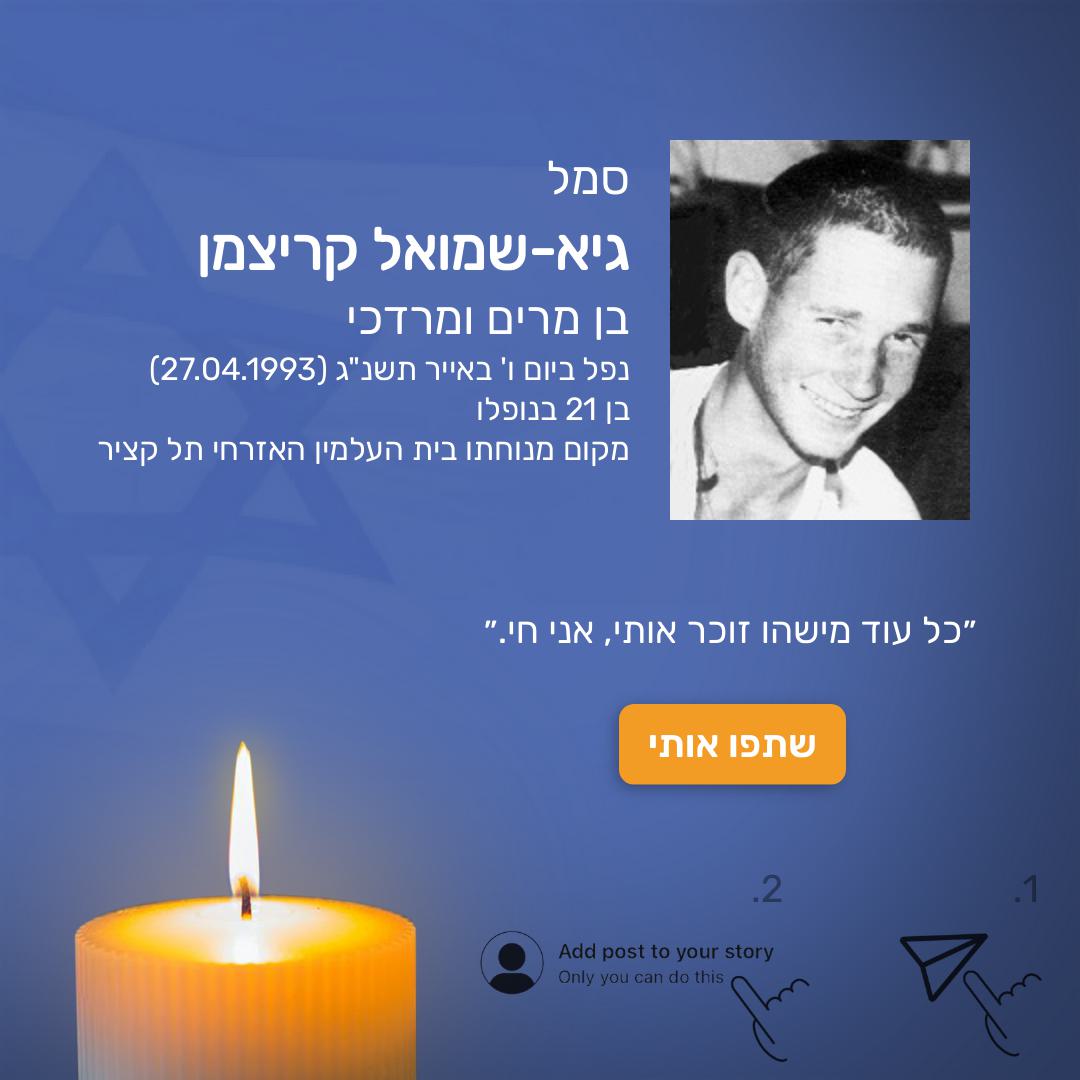 סמל
גיא-שמואל קריצמן
בן מרים ומרדכי
נפל ביום ו' באייר תשנ"ג (27.04.1993)
בן 21 בנופלו
מקום מנוחתו בית העלמין האזרחי תל קציר
"כל עוד מישהו זוכר אותי, אני חי."
שתפו אותי
.1
.2
Add post to your story
Only you can do this